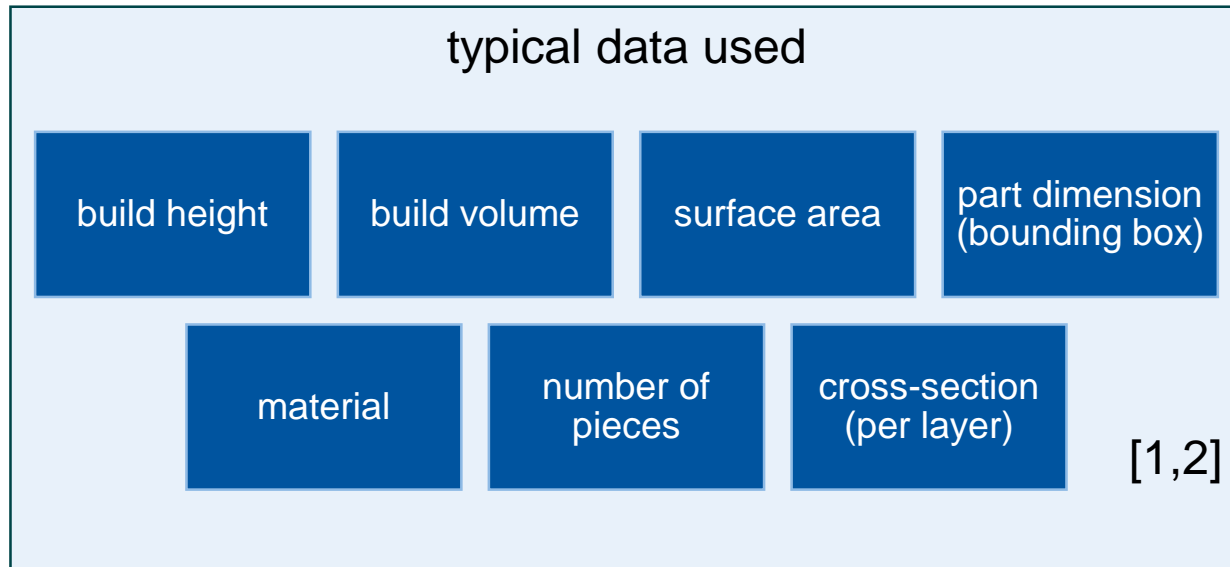 typical data used
build height
build volume
surface area
part dimension
(bounding box)
material
number of
pieces
cross-section
(per layer)
[1,2]